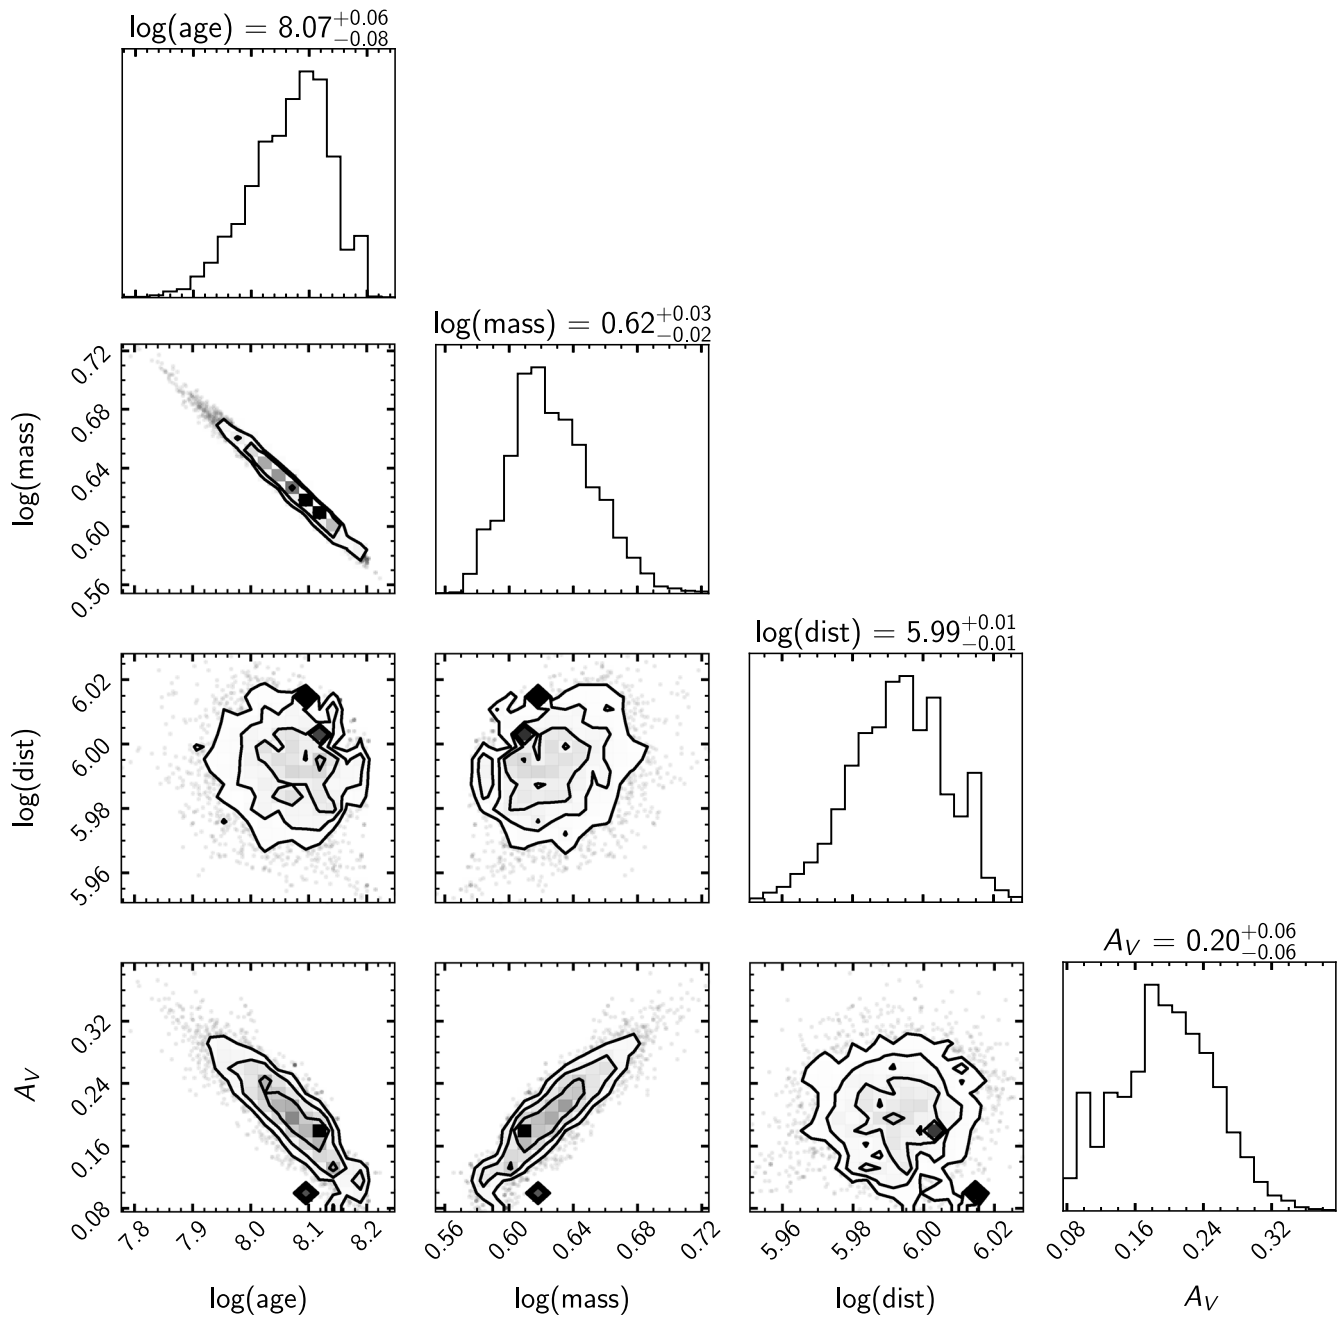 log(age) = 8.07+0.06 −0.08
log(mass) = 0.62+0.03 −0.02
log(mass)
0.72
0.68
0.64
0.60
0.56
log(dist) = 5.99+0.01 −0.01
log(dist)
6.02
6.00
5.98
5.96
AV = 0.20+0.06 −0.06
AV
0.32
0.24
0.16
0.08
7.8 7.9 8.0 8.1 8.2
0.56 0.60 0.64 0.68 0.72
5.96 5.98 6.00 6.02
0.08 0.16 0.24 0.32
log(age) log(mass) log(dist) AV